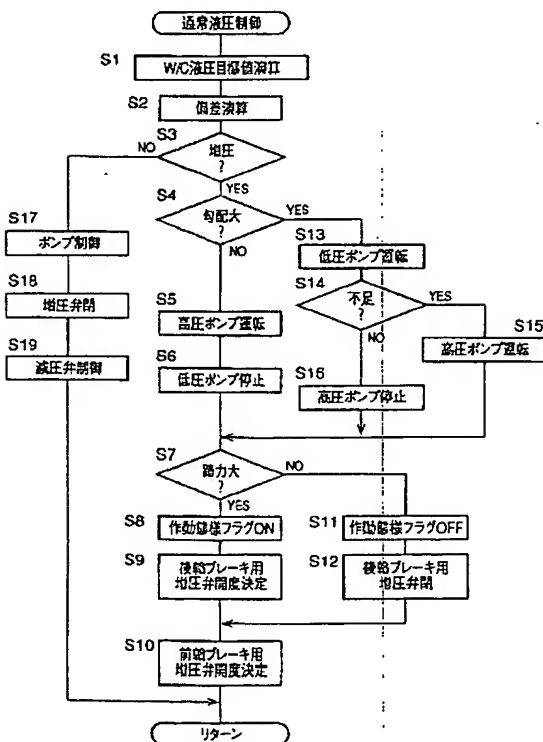 通常液圧制御
S1
W/C液圧目標値演算
S2
偏差演算
S3
NO
増圧
?
YES
S4
勾配大
?
YES
NO
S17
ポンプ制御
S13
低圧ポンプ運転
S18
増圧弁閉
S14
不足
?
YES
NO
S5
高圧ポンプ運転
S15
高圧ポンプ運転
S19
減圧弁制御
S6
低圧ポンプ停止
S16
高圧ポンプ停止
S7
踏力大
?
NO
YES
S8
作動態様フラグON
S11
作動態様フラグOFF
S9
後輪ブレーキ用
増圧弁開度決定
S12
後輪ブレーキ用
増圧弁閉
S10
前輪ブレーキ用
増圧弁開度決定
リターン